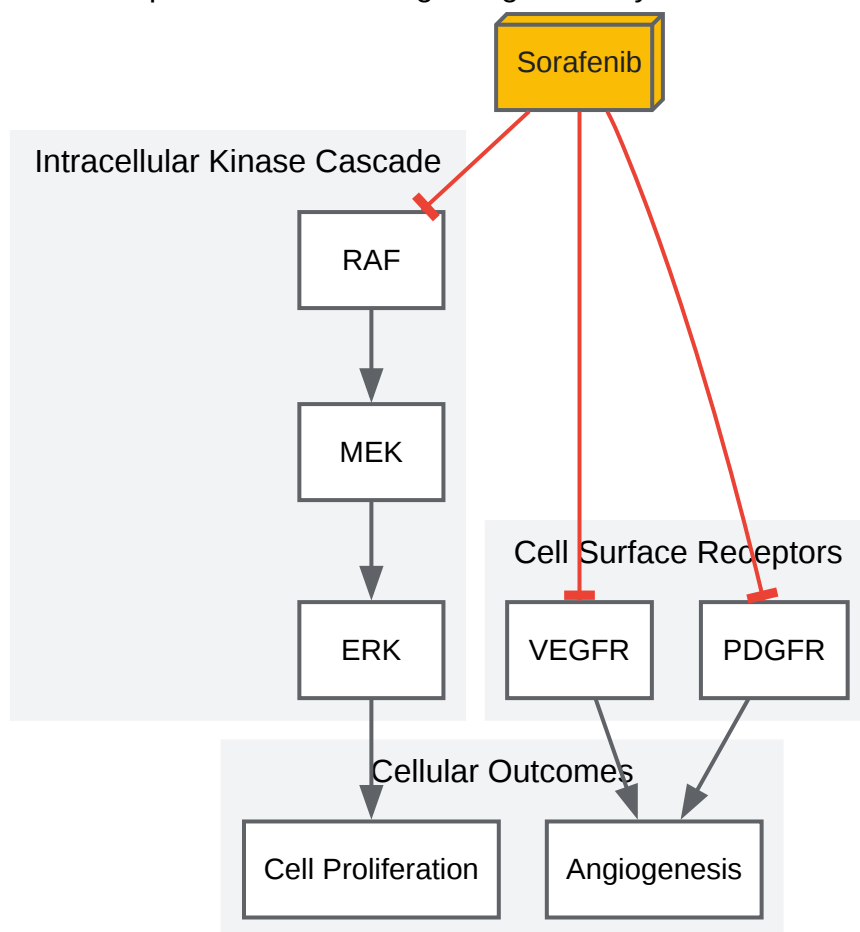 Sorafenib
Intracellular Kinase Cascade
RAF
MEK
ERK
Cell Surface Receptors
VEGFR
PDGFR
Cellular Outcomes
Cell Proliferation
Angiogenesis